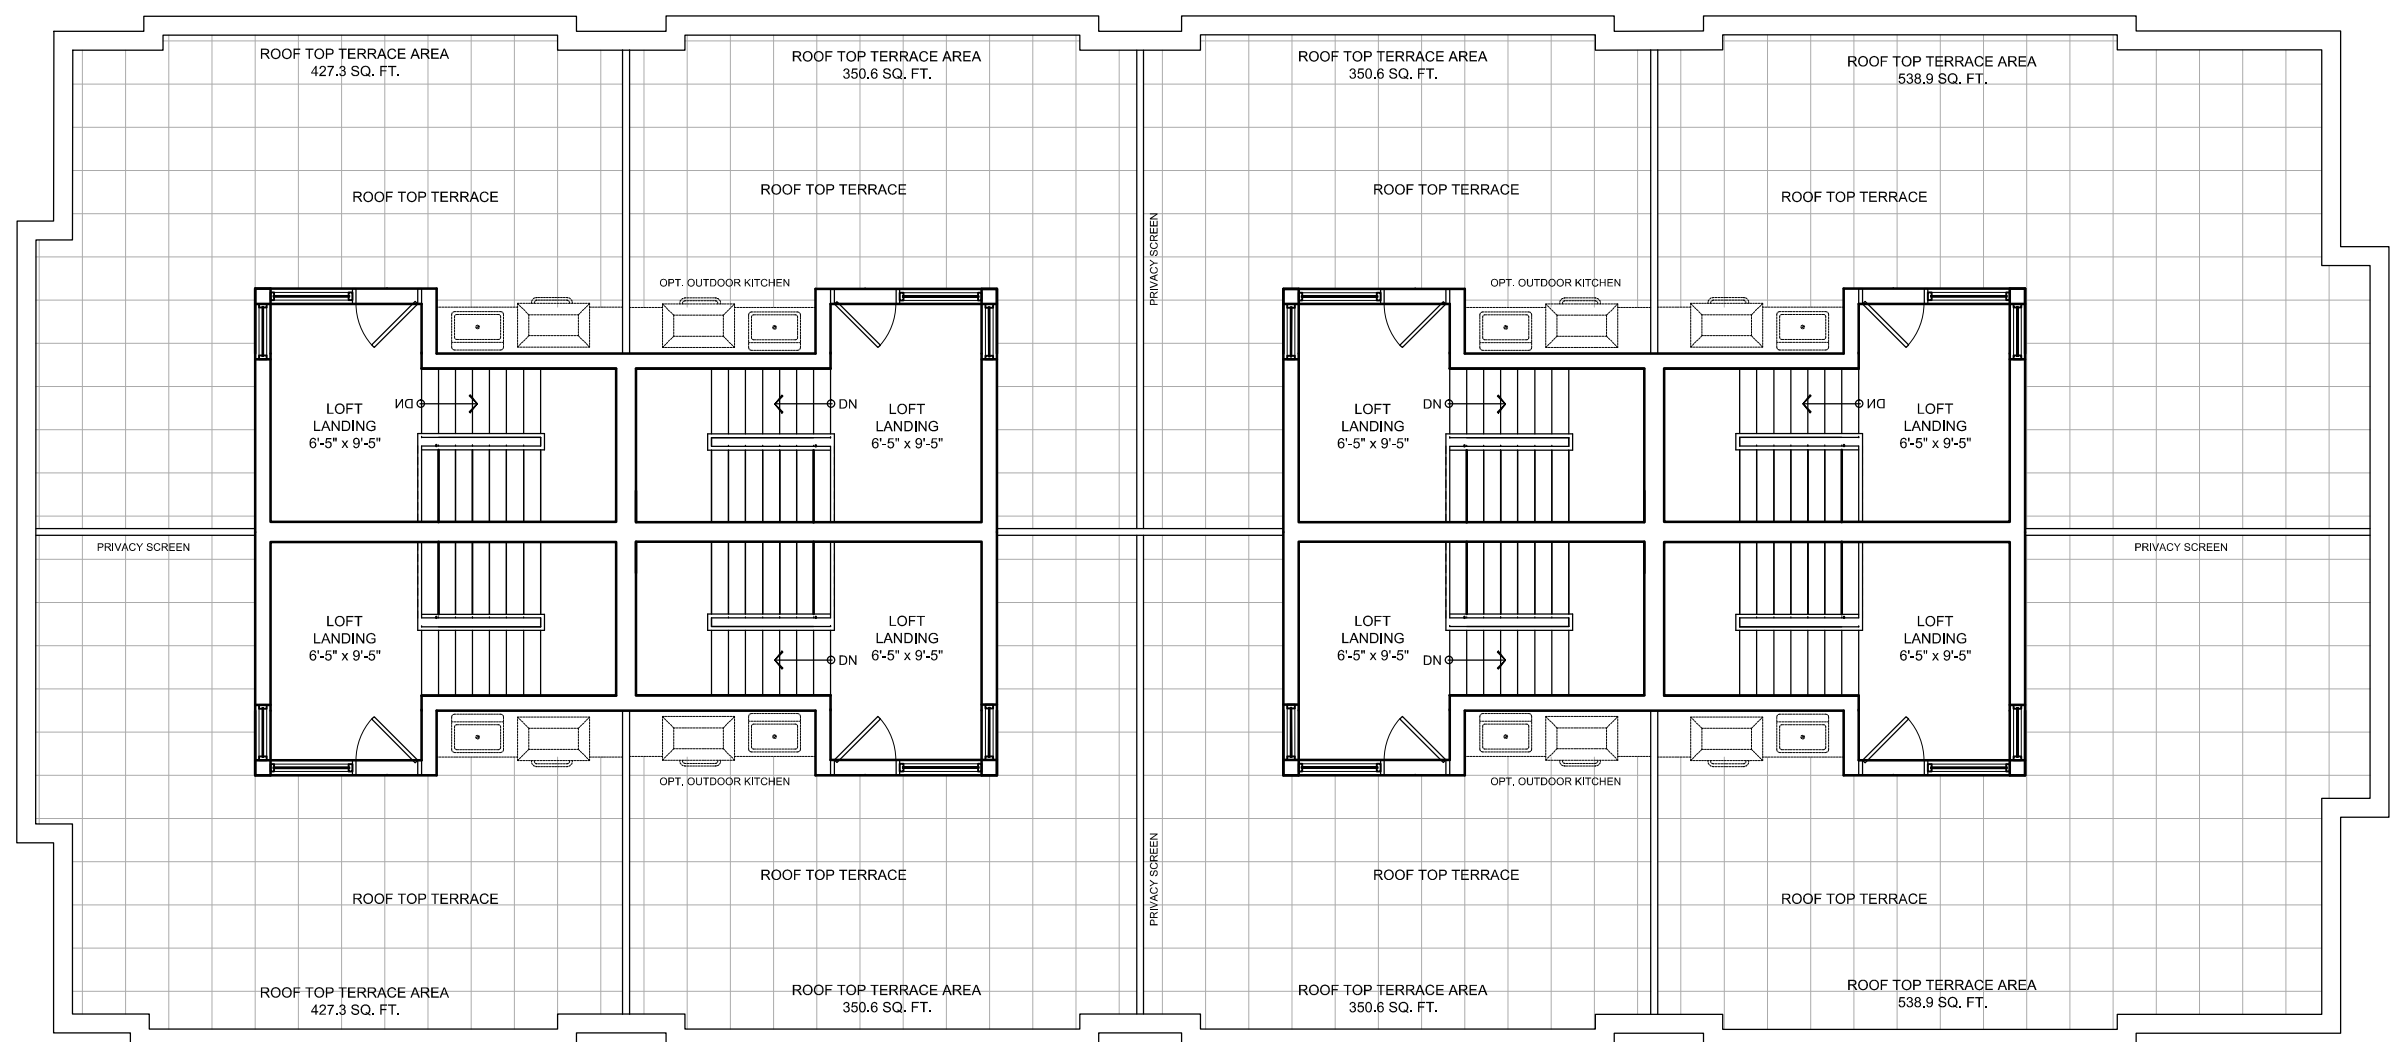 ROOF TOP TERRACE AREA
427.3 SQ. FT.
ROOF TOP TERRACE AREA
350.6 SQ. FT.
ROOF TOP TERRACE AREA
350.6 SQ. FT.
ROOF TOP TERRACE AREA
538.9 SQ. FT.
ROOF TOP TERRACE
ROOF TOP TERRACE
ROOF TOP TERRACE
ROOF TOP TERRACE
PRIVACY SCREEN
OPT. OUTDOOR KITCHEN
OPT. OUTDOOR KITCHEN
LOFT
LANDING
6'-5" x 9'-5"
DN
DN
LOFT
LANDING
6'-5" x 9'-5"
LOFT
LANDING
6'-5" x 9'-5"
DN
DN
LOFT
LANDING
6'-5" x 9'-5"
PRIVACY SCREEN
PRIVACY SCREEN
LOFT
LANDING
6'-5" x 9'-5"
DN
LOFT
LANDING
6'-5" x 9'-5"
LOFT
LANDING
6'-5" x 9'-5"
DN
LOFT
LANDING
6'-5" x 9'-5"
OPT. OUTDOOR KITCHEN
OPT. OUTDOOR KITCHEN
PRIVACY SCREEN
ROOF TOP TERRACE
ROOF TOP TERRACE
ROOF TOP TERRACE
ROOF TOP TERRACE
ROOF TOP TERRACE AREA
427.3 SQ. FT.
ROOF TOP TERRACE AREA
350.6 SQ. FT.
ROOF TOP TERRACE AREA
350.6 SQ. FT.
ROOF TOP TERRACE AREA
538.9 SQ. FT.